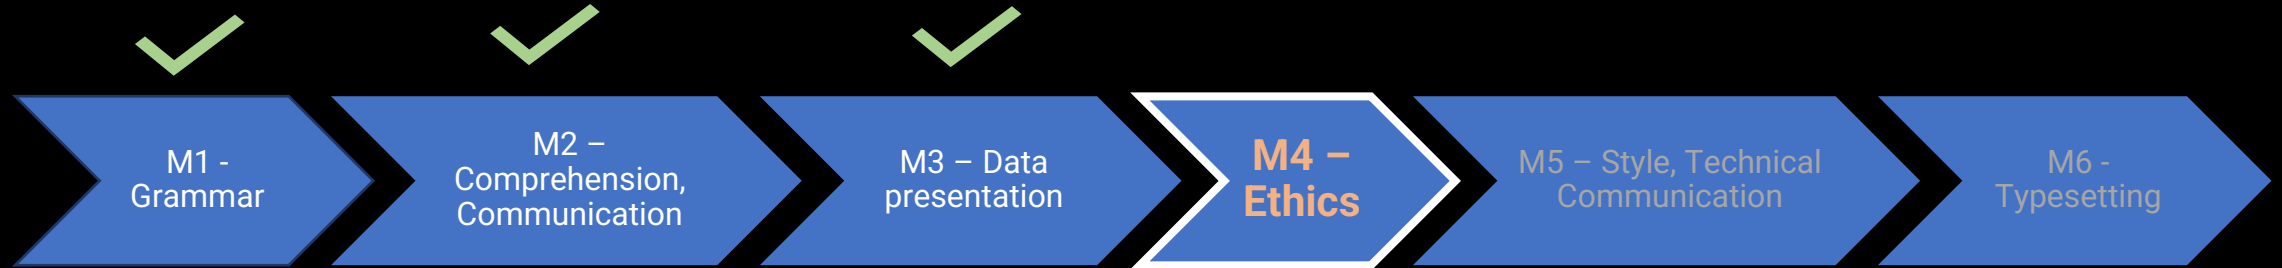 M1 -
Grammar
M2 –
Comprehension,
Communication
M3 – Data
presentation
M4 –
Ethics
M5 – Style, Technical
Communication
M6 -
Typesetting